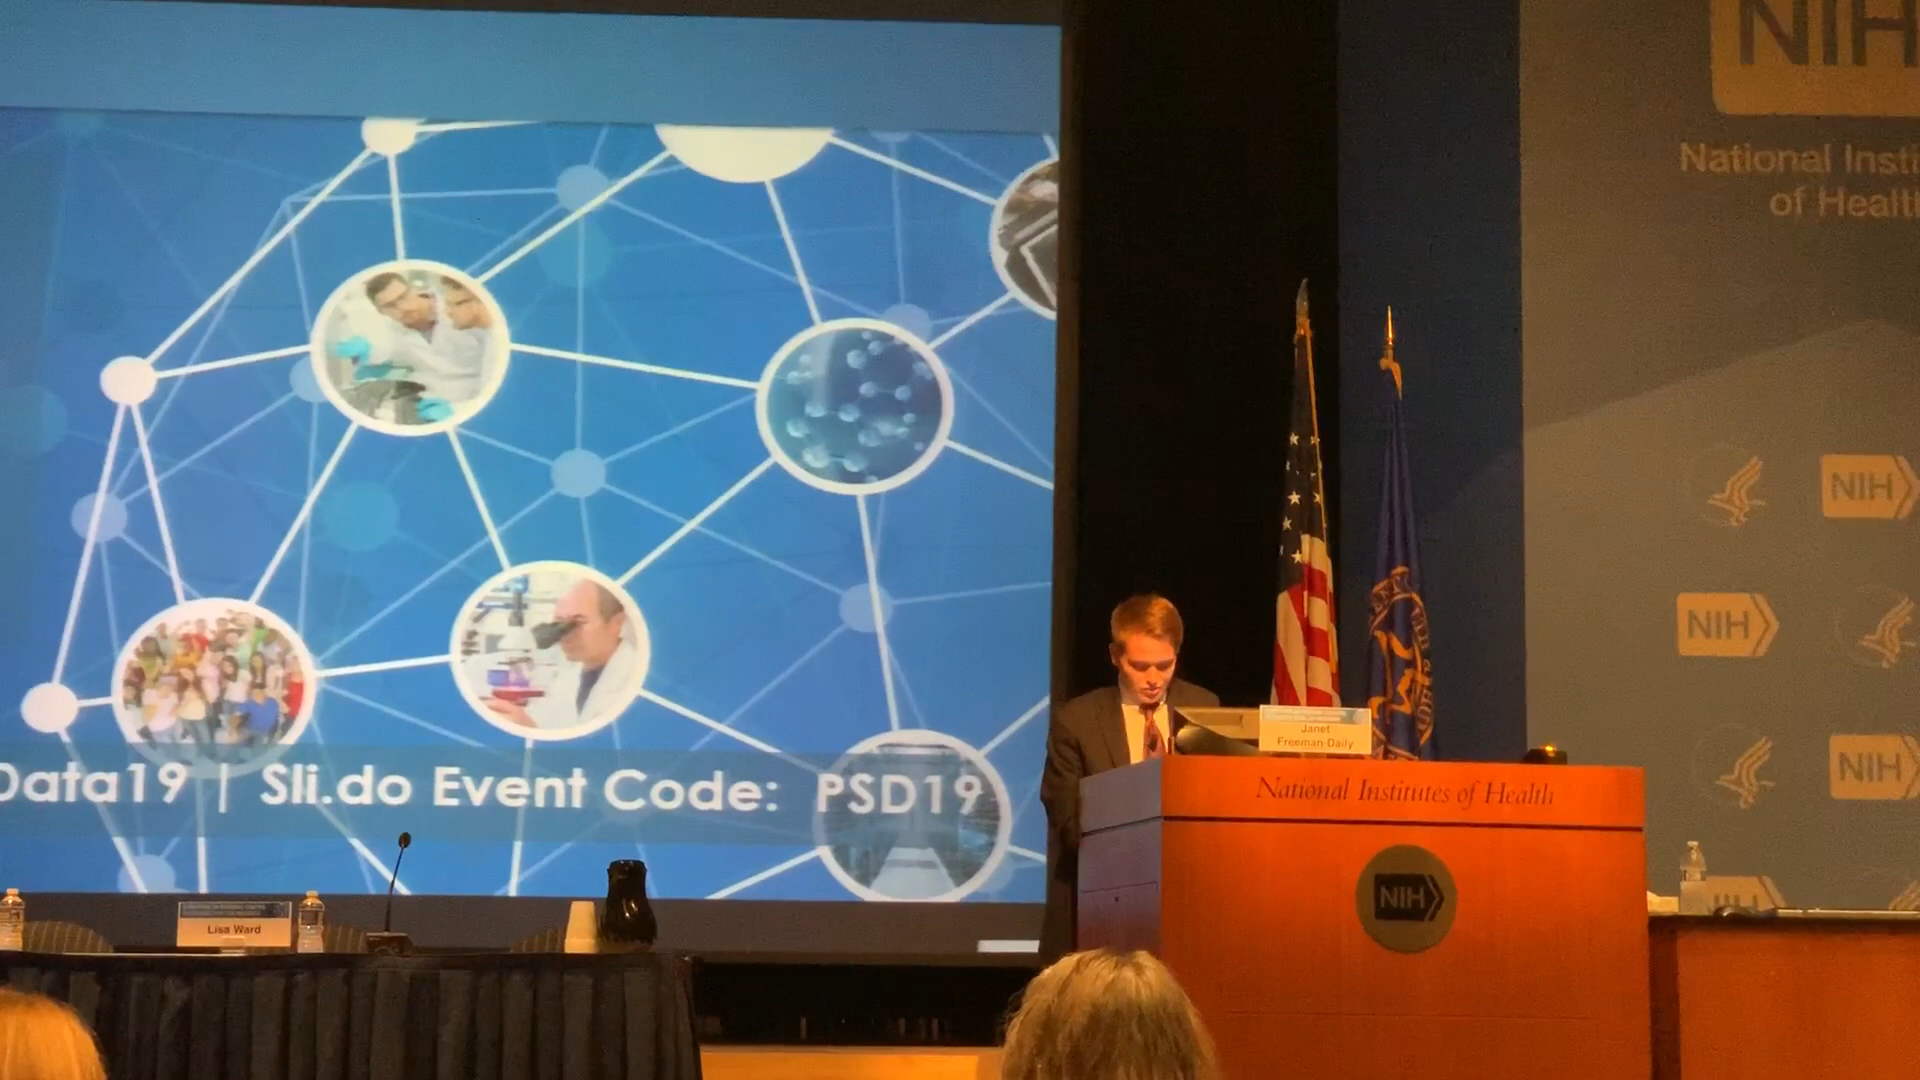 NIH
National Insti
of Healt
NIH
NIH
NIH
Data19 | Sli.do Event Code: PSD19
Janet
Freeman-Daily
National Institutes of Health
NIH
Lisa Ward